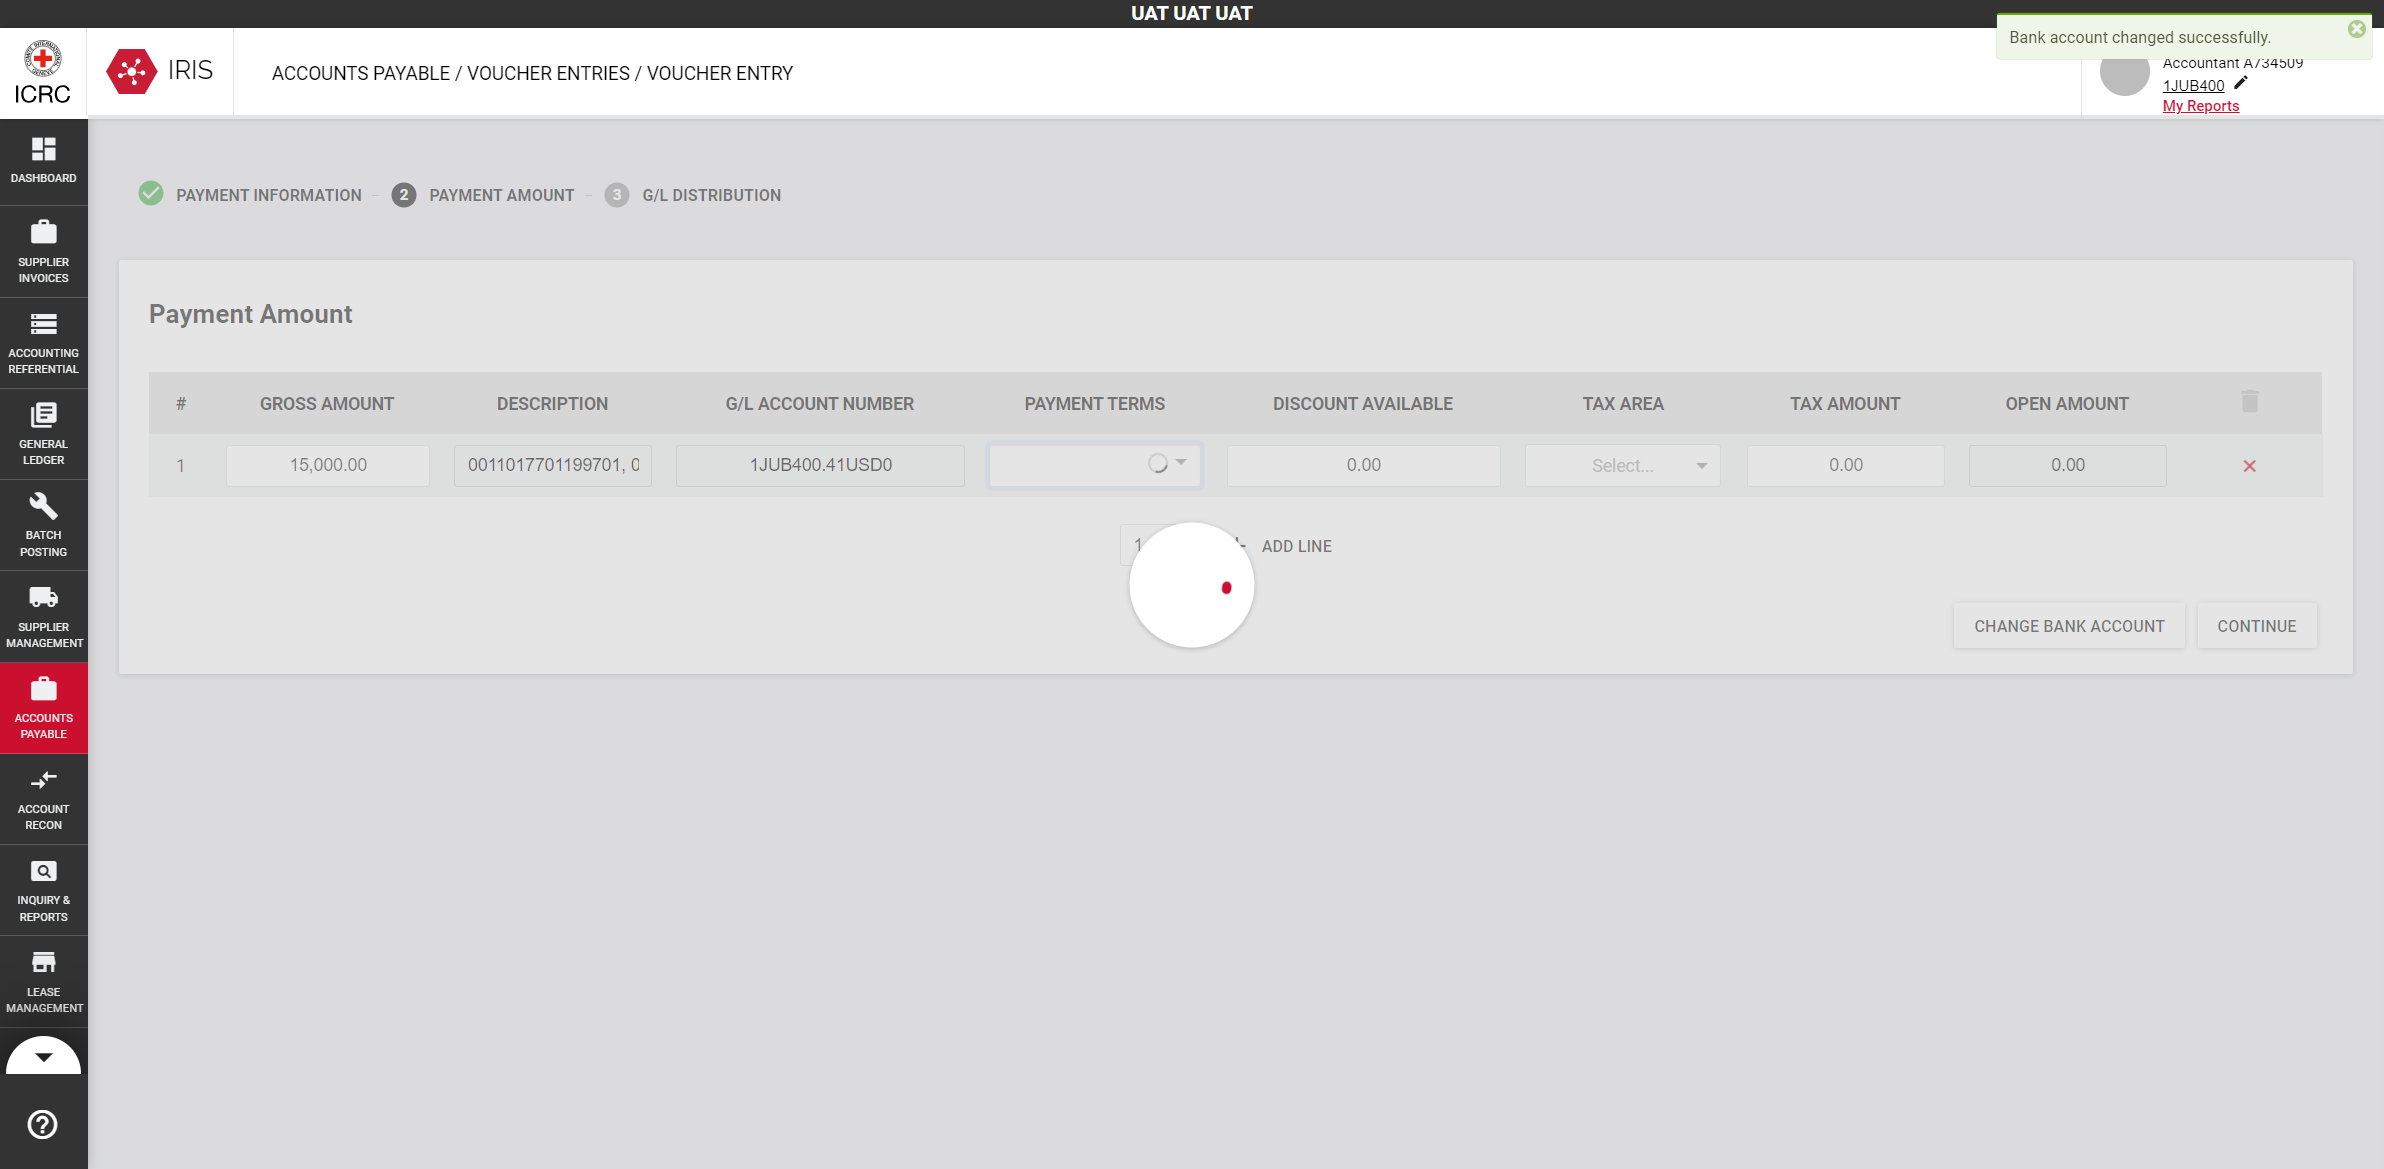 UAT UAT UAT
Bank account changed successfully.
ICRC
IRIS
ACCOUNTS PAYABLE / VOUCHER ENTRIES / VOUCHER ENTRY
Accountant A734509
1JUB400
My Reports
DASHBOARD
SUPPLIER
INVOICES
ACCOUNTING
REFERENTIAL
GENERAL
LEDGER
BATCH
POSTING
SUPPLIER
MANAGEMENT
ACCOUNTS
PAYABLE
ACCOUNT
RECON
INQUIRY &
REPORTS
LEASE
MANAGEMENT
PAYMENT INFORMATION
2 PAYMENT AMOUNT
3 G/L DISTRIBUTION
Payment Amount
# GROSS AMOUNT DESCRIPTION G/L ACCOUNT NUMBER PAYMENT TERMS DISCOUNT AVAILABLE TAX AREA TAX AMOUNT OPEN AMOUNT
1 15,000.00 0011017701199701, 0 1JUB400.41USD0 0.00 Select... 0.00 0.00
1 ADD LINE
CHANGE BANK ACCOUNT CONTINUE